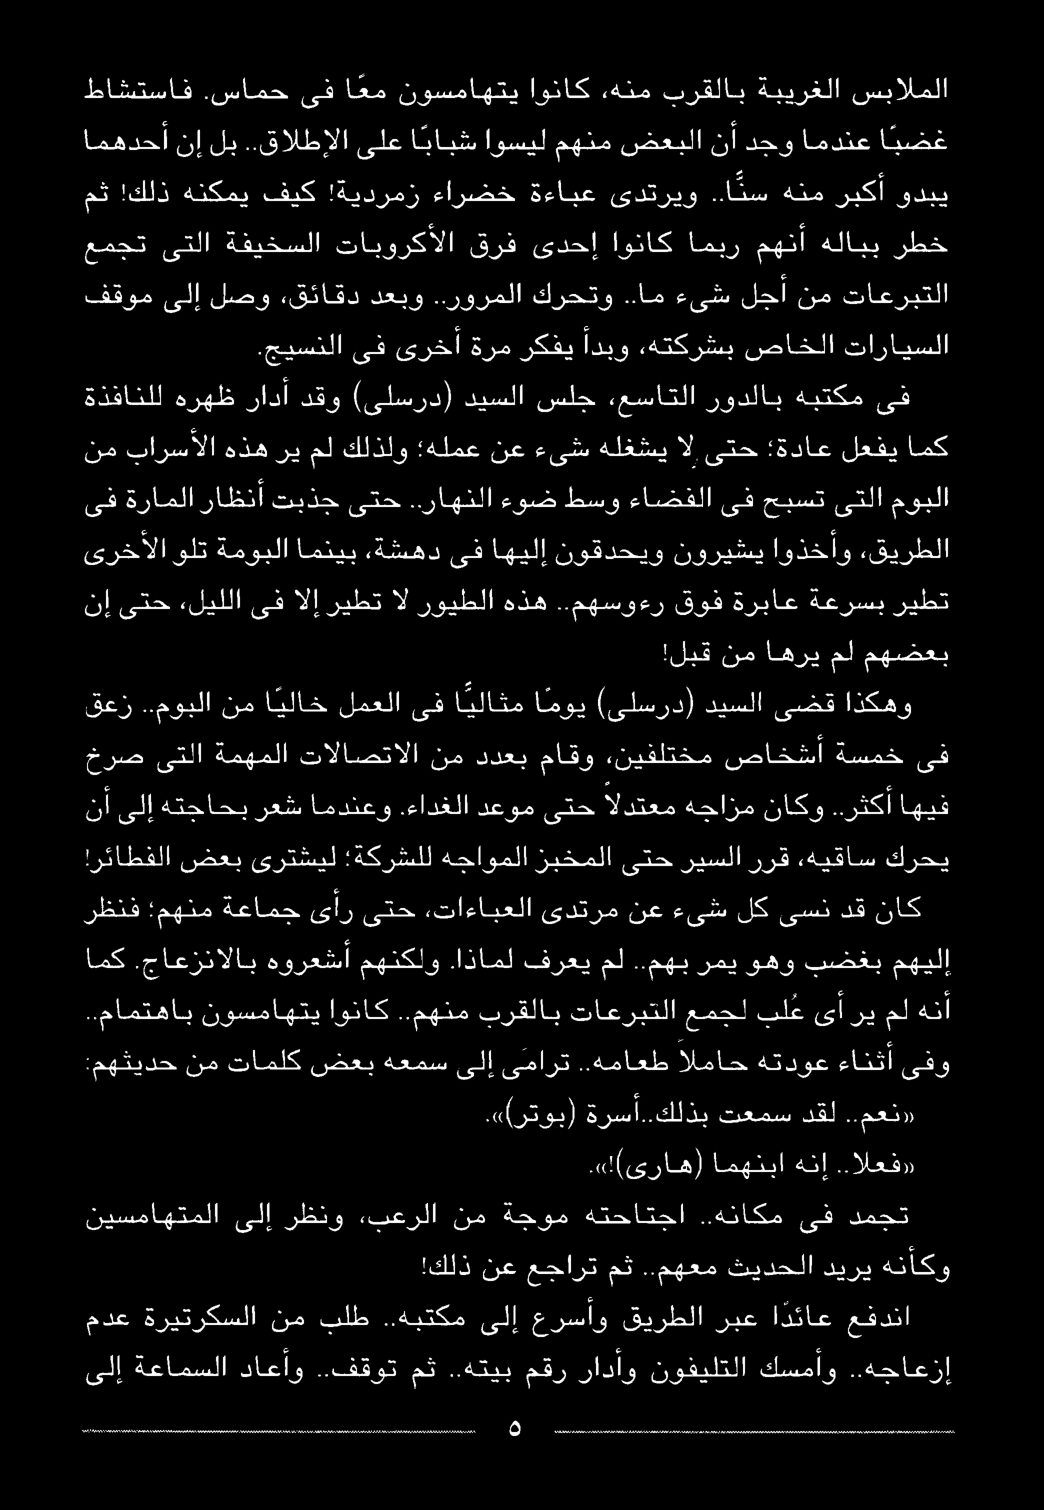 الملابس الغريبة بالقرب منه، كانوا يتهامسون معًا فى حماس. فاستشاط
غضبًا عندما وجد أن البعض منهم ليسوا شبابًا على الإطلاق.. بل إن أحدهما
يبدو أكبر منه سنًّا.. ويرتدى عباءة خضراء زمردية! كيف يمكنه ذلك! ثم
خطر بباله أنهم ربما كانوا إحدى فرق الأكروبات السخيفة التى تجمع
التبرعات من أجل شىء ما.. وتحرك المرور.. وبعد دقائق، وصل إلى موقف
السيارات الخاص بشركته، وبدأ يفكر مرة أخرى فى النسيج.
فى مكتبه بالدور التاسع، جلس السيد (درسلى) وقد أدار ظهره للنافذة
كما يفعل عادة؛ حتى لا يشغله شىء عن عمله؛ ولذلك لم ير هذه الأسراب من
البوم التى تسبح فى الفضاء وسط ضوء النهار.. حتى جذبت أنظار المارة فى
الطريق، وأخذوا يشيرون ويحدقون إليها فى دهشة، بينما البومة تلو الأخرى
تطير بسرعة عابرة فوق رءوسهم.. هذه الطيور لا تطير إلا فى الليل، حتى إن
بعضهم لم يرها من قبل!
وهكذا قضى السيد (درسلى) يومًا مثاليًّا فى العمل خاليًا من البوم.. زعق
فى خمسة أشخاص مختلفين، وقام بعدد من الاتصالات المهمة التى صرخ
فيها أكثر.. وكان مزاجه معتدلاً حتى موعد الغداء. وعندما شعر بحاجته إلى أن
يحرك ساقيه، قرر السير حتى المخبز المواجه للشركة؛ ليشترى بعض الفطائر!
كان قد نسى كل شىء عن مرتدى العباءات، حتى رأى جماعة منهم؛ فنظر
إليهم بغضب وهو يمر بهم.. لم يعرف لماذا. ولكنهم أشعروه بالانزعاج. كما
أنه لم ير أى عُلب لجمع التبرعات بالقرب منهم.. كانوا يتهامسون باهتمام..
وفى أثناء عودته حاملاً طعامه.. ترامَى إلى سمعه بعض كلمات من حديثهم:
«نعم.. لقد سمعت بذلك..أسرة (بوتر)».
«فعلا.. إنه ابنهما (هارى)!».
تجمد فى مكانه.. اجتاحته موجة من الرعب، ونظر إلى المتهامسين
وكأنه يريد الحديث معهم.. ثم تراجع عن ذلك!
اندفع عائدًا عبر الطريق وأسرع إلى مكتبه.. طلب من السكرتيرة عدم
إزعاجه.. وأمسك التليفون وأدار رقم بيته.. ثم توقف.. وأعاد السماعة إلى
٥